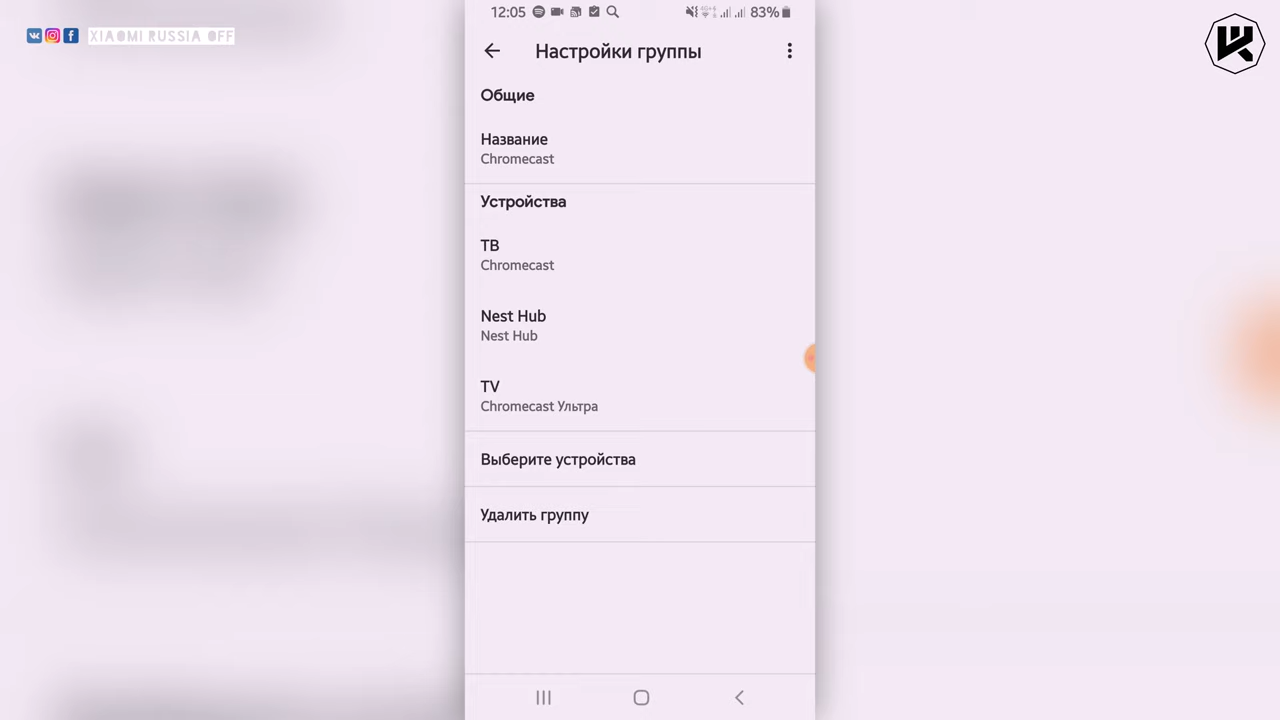 XIAOMI RUSSIA OFF
12:05
83%
Настройки группы
Общие
Название
Chromecast
Устройства
ТВ
Chromecast
Nest Hub
Nest Hub
TV
Chromecast Ультра
Выберите устройства
Удалить группу